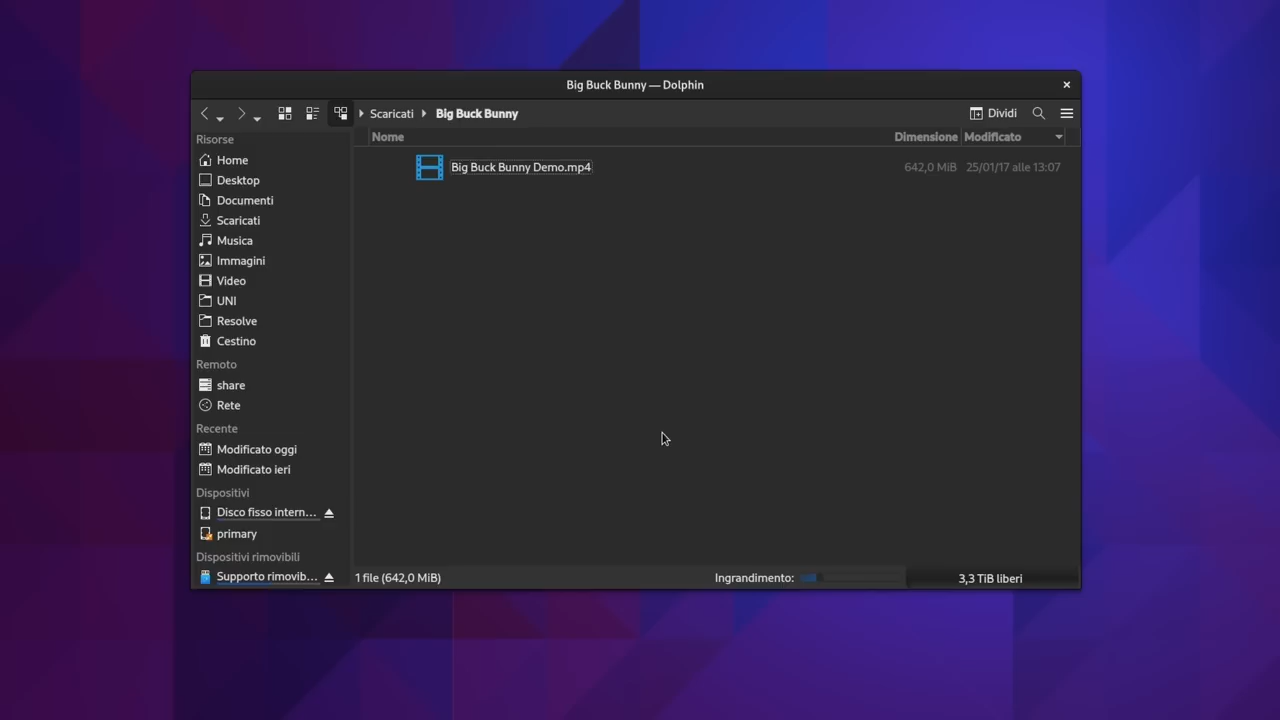 Big Buck Bunny — Dolphin
Scaricati Big Buck Bunny Dividi
Risorse
Home
Desktop
Documenti
Scaricati
Musica
Immagini
Video
UNI
Resolve
Cestino
Remoto
share
Rete
Recente
Modificato oggi
Modificato ieri
Dispositivi
Disco fisso intern...
primary
Dispositivi rimovibili
Supporto rimovib...
Nome Dimensione Modificato
Big Buck Bunny Demo.mp4 642,0 MiB 25/01/17 alle 13:07
1 file (642,0 MiB) Ingrandimento: 3,3 TiB liberi